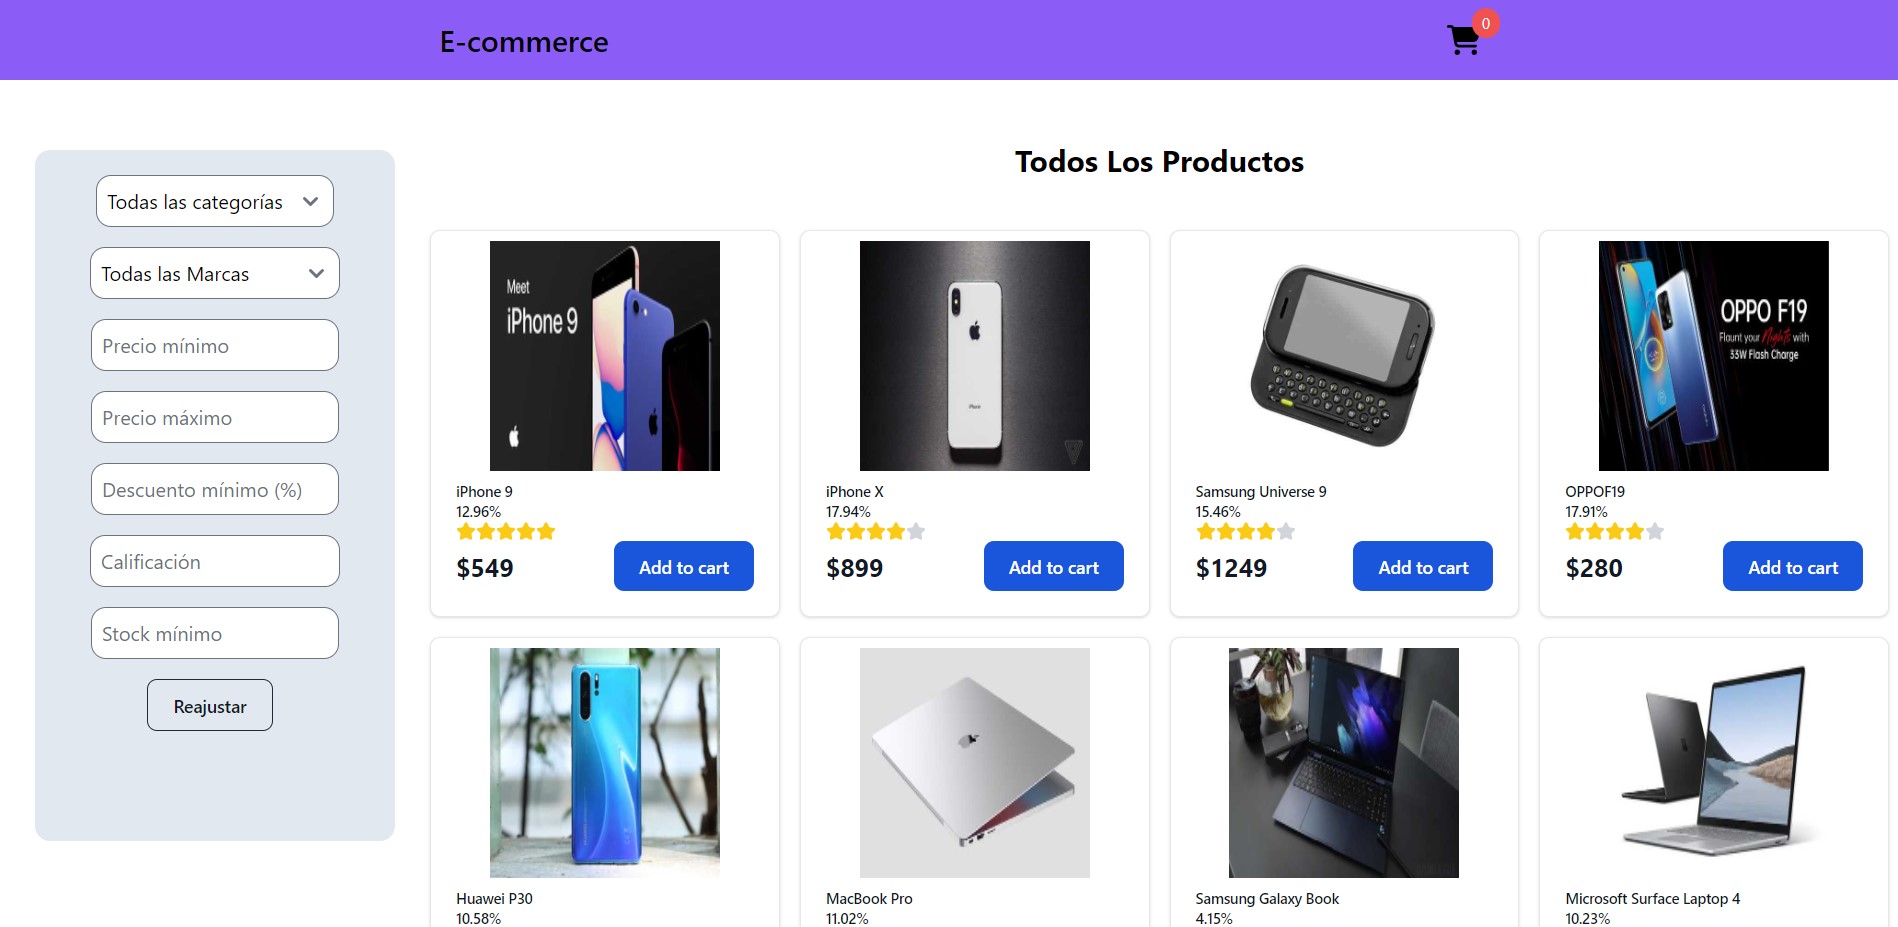 E-commerce
0
Todas las categorías
Todas las Marcas
Precio mínimo
Precio máximo
Descuento mínimo (%)
Calificación
Stock mínimo
Reajustar
Todos Los Productos
Meet
iPhone 9
iPhone 9
12.96%
$549
Add to cart
iPhone X
17.94%
$899
Add to cart
Samsung Universe 9
15.46%
$1249
Add to cart
OPPO F19
Flaunt your Nights with
33W Flash Charge
OPPOF19
17.91%
$280
Add to cart
Huawei P30
10.58%
MacBook Pro
11.02%
Samsung Galaxy Book
4.15%
Microsoft Surface Laptop 4
10.23%